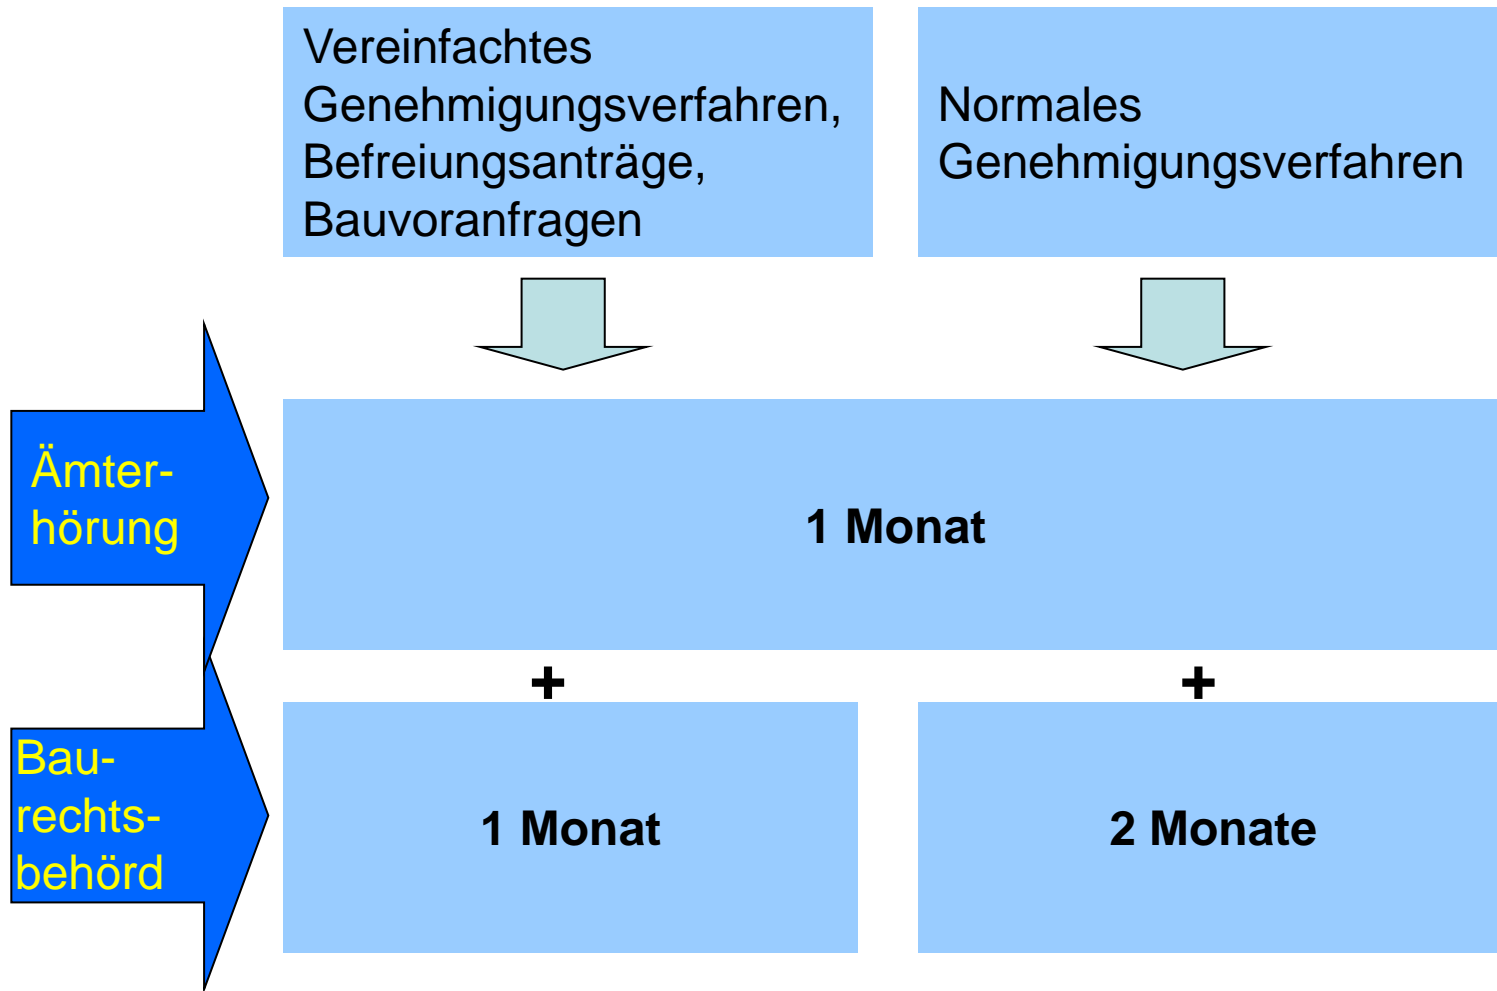 Vereinfachtes
Genehmigungsverfahren,
Befreiungsanträge,
Bauvoranfragen
Normales
Genehmigungsverfahren
Ämter-
hörung
1 Monat
+
+
Bau-
rechts-
behörd
1 Monat
2 Monate